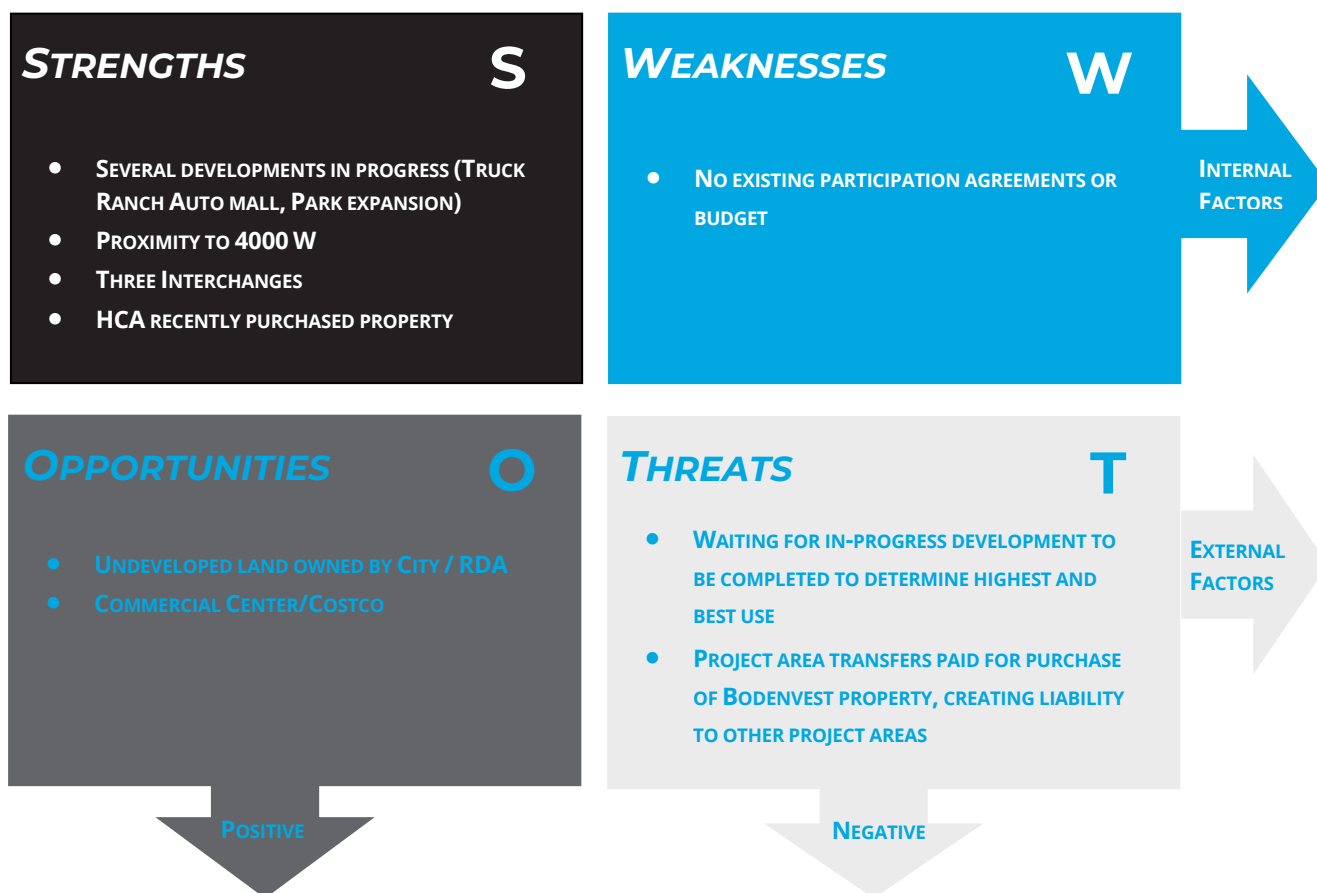 STRENGTHS S
• SEVERAL DEVELOPMENTS IN PROGRESS (TRUCK
RANCH AUTO MALL, PARK EXPANSION)
• PROXIMITY TO 4000 W
• THREE INTERCHANGES
• HCA RECENTLY PURCHASED PROPERTY
WEAKNESSES W
• NO EXISTING PARTICIPATION AGREEMENTS OR
BUDGET
INTERNAL
FACTORS
OPPORTUNITIES O
• UNDEVELOPED LAND OWNED BY CITY / RDA
• COMMERCIAL CENTER/COSTCO
THREATS T
• WAITING FOR IN-PROGRESS DEVELOPMENT TO
BE COMPLETED TO DETERMINE HIGHEST AND
BEST USE
• PROJECT AREA TRANSFERS PAID FOR PURCHASE
OF BODENVEST PROPERTY, CREATING LIABILITY
TO OTHER PROJECT AREAS
EXTERNAL
FACTORS
POSITIVE
NEGATIVE